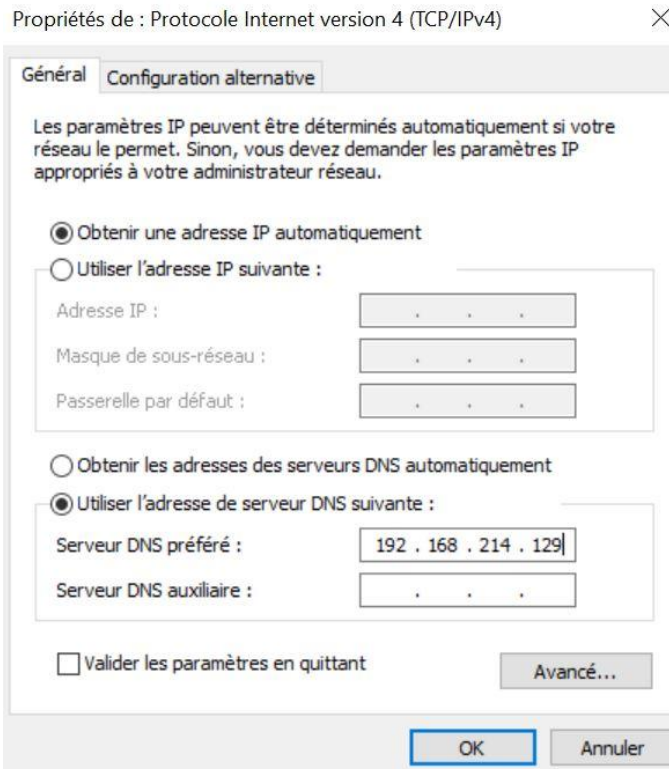 Propriétés de : Protocole Internet version 4 (TCP/IPv4)
Général
Configuration alternative
Les paramètres IP peuvent être déterminés automatiquement si votre
réseau le permet. Sinon, vous devez demander les paramètres IP
appropriés à votre administrateur réseau.
Obtenir une adresse IP automatiquement
Utiliser l'adresse IP suivante :
Adresse IP :
Masque de sous-réseau :
Passerelle par défaut :
Obtenir les adresses des serveurs DNS automatiquement
Utiliser l'adresse de serveur DNS suivante :
Serveur DNS préféré : 192 . 168 . 214 . 129
Serveur DNS auxiliaire :
Valider les paramètres en quittant
Avancé...
OK
Annuler